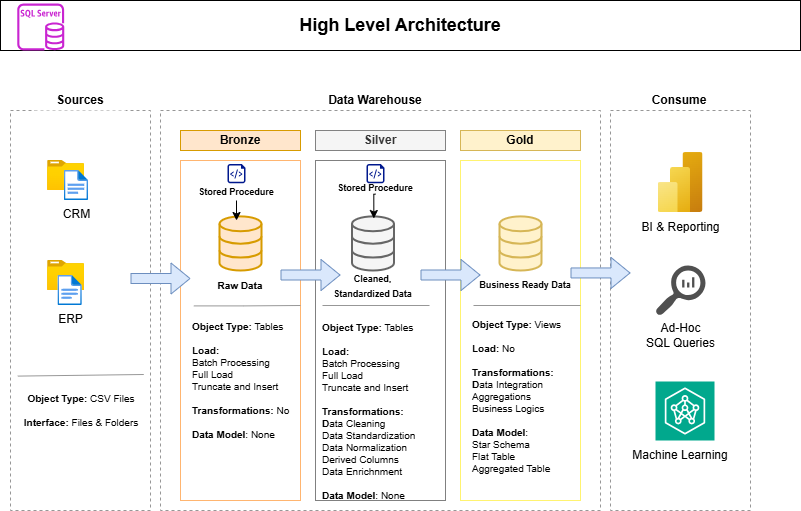 SQL Server
High Level Architecture
Sources
Data Warehouse
Consume
CRM
ERP
Object Type: CSV Files
Interface: Files & Folders
Bronze
Stored Procedure
Raw Data
Object Type: Tables
Load:
Batch Processing
Full Load
Truncate and Insert
Transformations: No
Data Model: None
Silver
Stored Procedure
Cleaned,
Standardized Data
Object Type: Tables
Load:
Batch Processing
Full Load
Truncate and Insert
Transformations:
Data Cleaning
Data Standardization
Data Normalization
Derived Columns
Data Enrichnment
Data Model: None
Gold
Business Ready Data
Object Type: Views
Load: No
Transformations:
Data Integration
Aggregations
Business Logics
Data Model:
Star Schema
Flat Table
Aggregated Table
BI & Reporting
Ad-Hoc
SQL Queries
Machine Learning